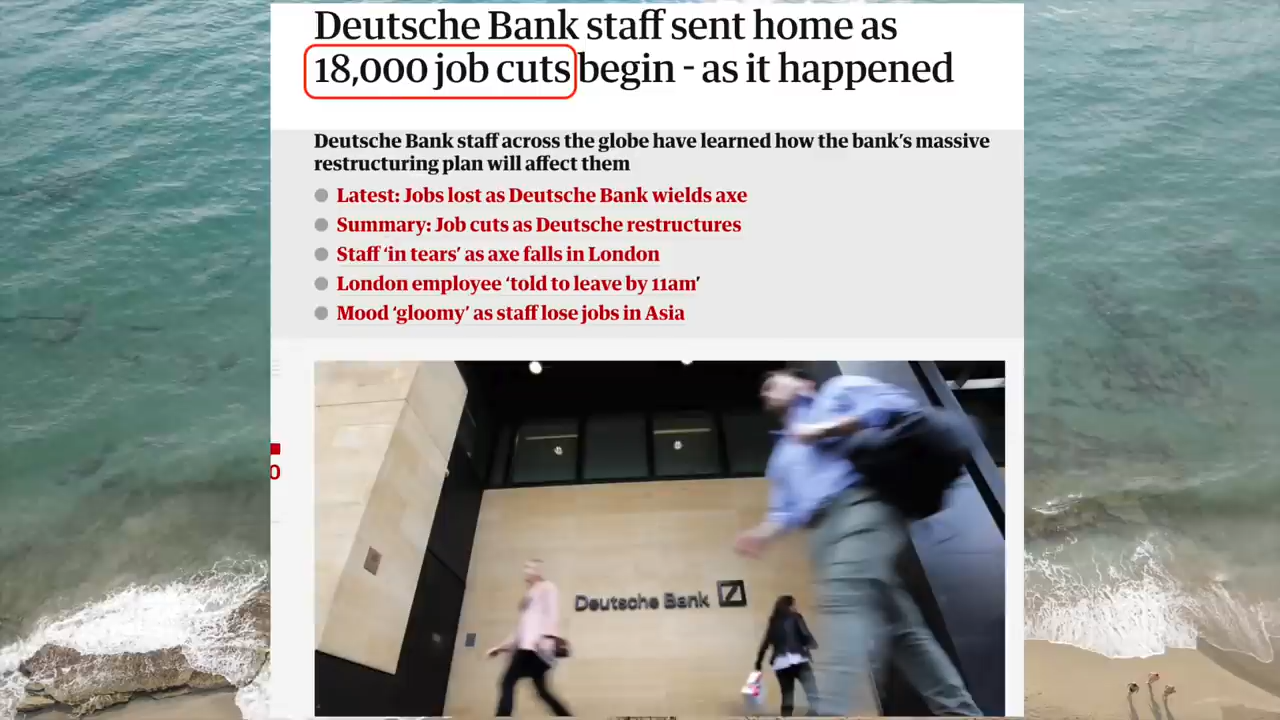 Deutsche Bank staff sent home as
18,000 job cuts begin - as it happened
Deutsche Bank staff across the globe have learned how the bank's massive
restructuring plan will affect them
Latest: Jobs lost as Deutsche Bank wields axe
Summary: Job cuts as Deutsche restructures
Staff ‘in tears’ as axe falls in London
London employee ‘told to leave by 11am’
Mood ‘gloomy’ as staff lose jobs in Asia
0
Deutsche Bank